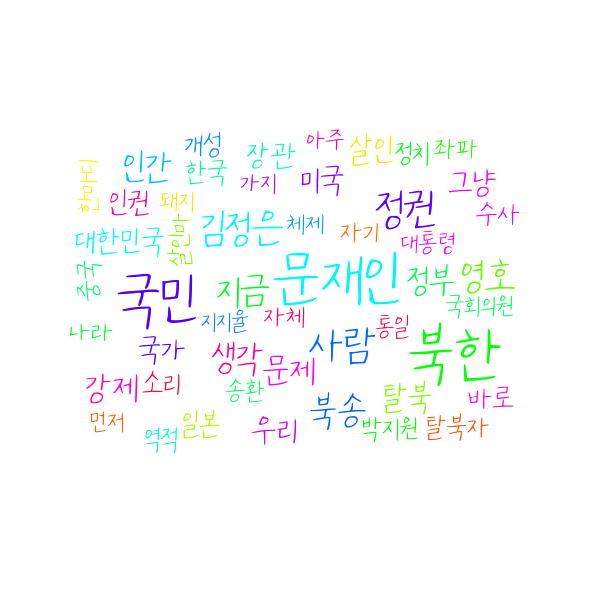 개성 장관 아주 살인 정치 좌파
한마디 인간 한국 가지 미국 그냥
인권 돼지 정권 수사
대한민국 살인마 김정은 체제 자기 대통령
중국 국민 지금 문재인 정부 영호
국회의원
나라 지지율 자체 통일
국가 생각 문제 사람 북한
강제 소리 송환 북송 탈북 바로
먼저 역적 일본 우리 박지원 탈북자